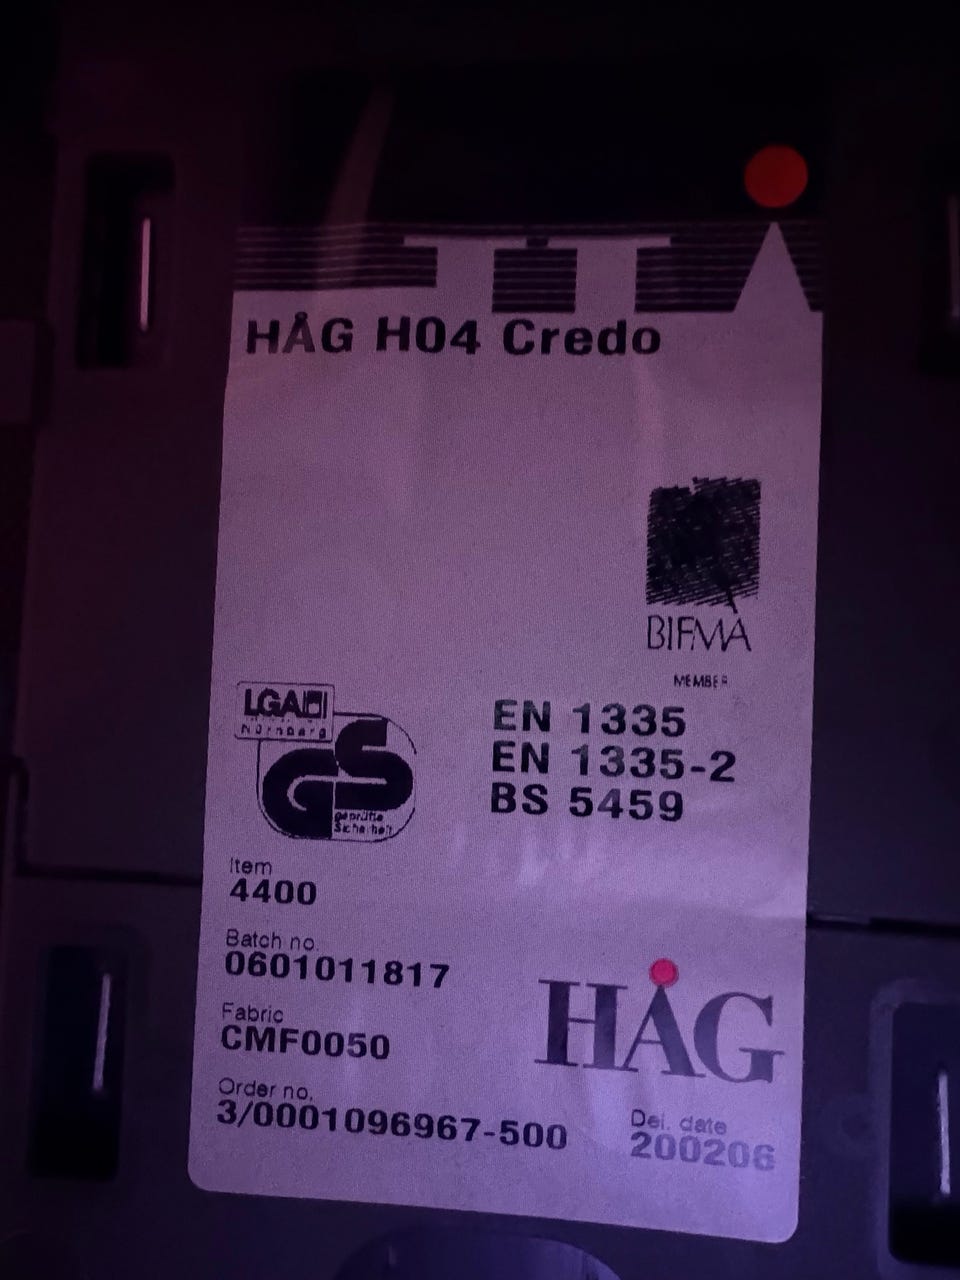 HÅG H04 Credo
BIFMA
MEMBER
LGA
Nürnberg
GS
geprüfte
Sicherheit
EN 1335
EN 1335-2
BS 5459
Item
4400
Batch no.
0601011817
Fabric
CMF0050
Order no.
3/0001096967-500
HÅG
Del. date
200206